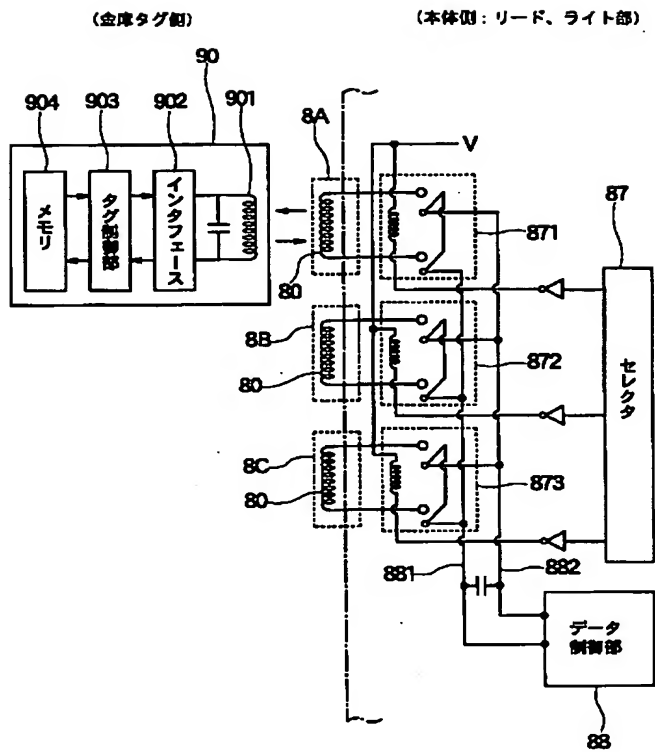 (金庫タグ側)
(本体側：リード、ライト部)
90
904
903
902
901
メモリ
タグ制御部
インタフェース
8A
80
V
871
87
セレクタ
8B
80
872
8C
80
873
881
882
データ
制御部
88